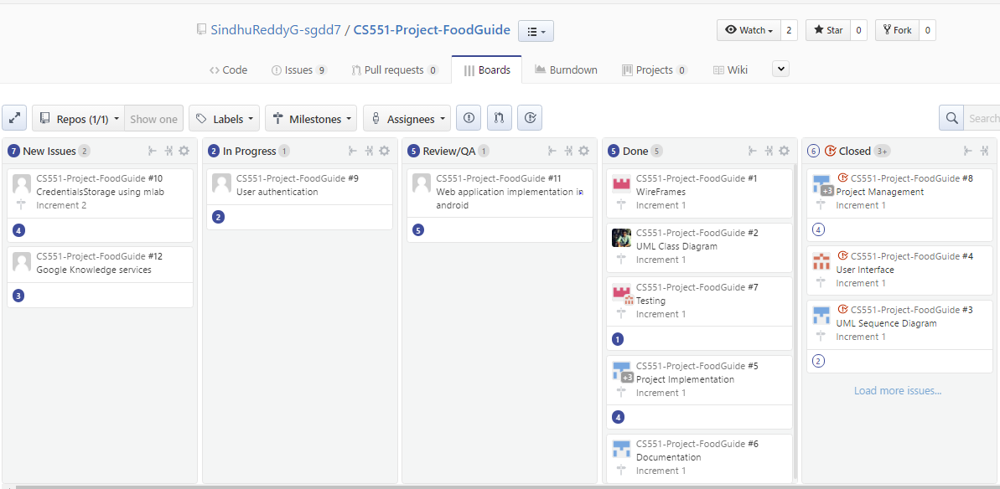 SindhuReddyG-sgdd7 / CS551-Project-FoodGuide
Watch 2 Star 0 Fork 0
Code Issues 9 Pull requests 0 Boards Burndown Projects 0 Wiki
Repos (1/1) Show one Labels Milestones Assignees Search
7 New Issues 2
CS551-Project-FoodGuide #10
CredentialsStorage using mlab
Increment 2
4
CS551-Project-FoodGuide #12
Google Knowledge services
3
2 In Progress 1
CS551-Project-FoodGuide #9
User authentication
2
5 Review/QA 1
CS551-Project-FoodGuide #11
Web application implementation in
android
5
5 Done 5
CS551-Project-FoodGuide #1
WireFrames
Increment 1
CS551-Project-FoodGuide #2
UML Class Diagram
Increment 1
CS551-Project-FoodGuide #7
Testing
Increment 1
1
CS551-Project-FoodGuide #5
+3 Project Implementation
Increment 1
4
CS551-Project-FoodGuide #6
Documentation
Increment 1
6 Closed 3+
CS551-Project-FoodGuide #8
+3 Project Management
Increment 1
4
CS551-Project-FoodGuide #4
User Interface
Increment 1
CS551-Project-FoodGuide #3
UML Sequence Diagram
Increment 1
2
Load more issues...